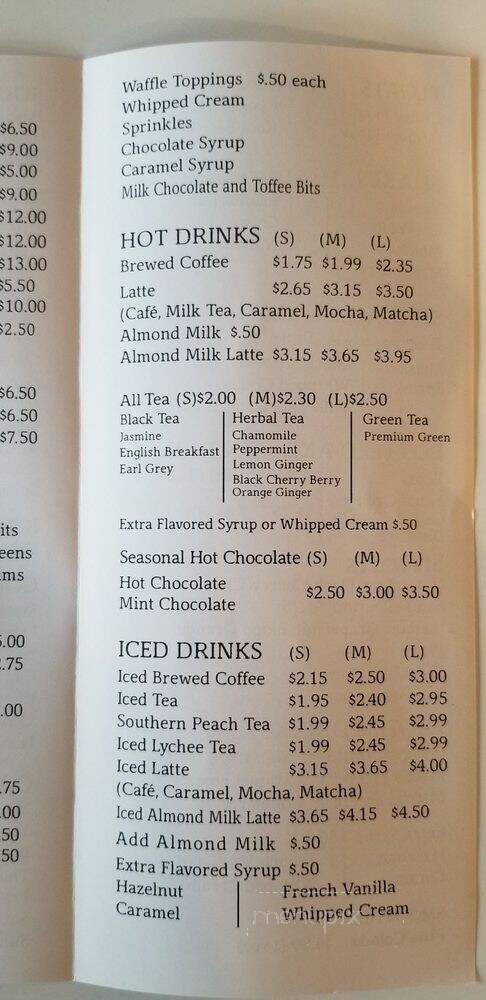 $6.50
$9.00
$5.00
$9.00
$12.00
$12.00
$13.00
$5.50
$10.00
$2.50
$6.50
$6.50
$7.50
its
eens
ms
.00
.75
.00
.75
.00
50
50
Waffle Toppings $.50 each
Whipped Cream
Sprinkles
Chocolate Syrup
Caramel Syrup
Milk Chocolate and Toffee Bits
HOT DRINKS (S) (M) (L)
Brewed Coffee $1.75 $1.99 $2.35
Latte $2.65 $3.15 $3.50
(Café, Milk Tea, Caramel, Mocha, Matcha)
Almond Milk $.50
Almond Milk Latte $3.15 $3.65 $3.95
All Tea (S)$2.00 (M)$2.30 (L)$2.50
Black Tea Herbal Tea Green Tea
Jasmine Chamomile Premium Green
English Breakfast Peppermint
Earl Grey Lemon Ginger
Black Cherry Berry
Orange Ginger
Extra Flavored Syrup or Whipped Cream $.50
Seasonal Hot Chocolate (S) (M) (L)
Hot Chocolate
$2.50 $3.00 $3.50
Mint Chocolate
ICED DRINKS (S) (M) (L)
Iced Brewed Coffee $2.15 $2.50 $3.00
Iced Tea $1.95 $2.40 $2.95
Southern Peach Tea $1.99 $2.45 $2.99
Iced Lychee Tea $1.99 $2.45 $2.99
Iced Latte $3.15 $3.65 $4.00
(Café, Caramel, Mocha, Matcha)
Iced Almond Milk Latte $3.65 $4.15 $4.50
Add Almond Milk $.50
Extra Flavored Syrup $.50
Hazelnut French Vanilla
Caramel Whipped Cream
menupix